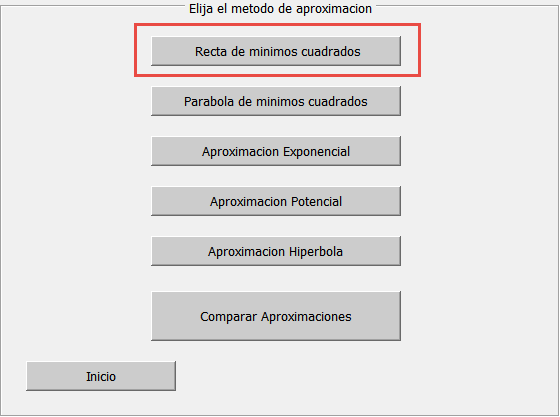 Elija el metodo de aproximacion
Recta de minimos cuadrados
Parabola de minimos cuadrados
Aproximacion Exponencial
Aproximacion Potencial
Aproximacion Hiperbola
Comparar Aproximaciones
Inicio